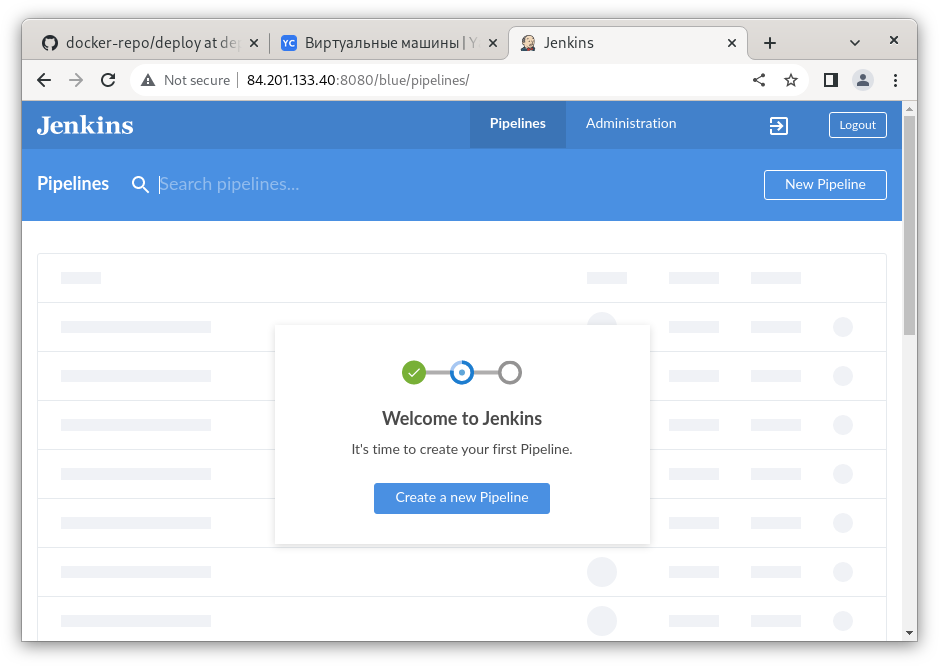 docker-repo/deploy at dep
Виртуальные машины | Y
Jenkins
Not secure
84.201.133.40:8080/blue/pipelines/
Jenkins
Pipelines
Administration
Logout
Pipelines
Search pipelines...
New Pipeline
YC
Welcome to Jenkins
It's time to create your first Pipeline.
Create a new Pipeline